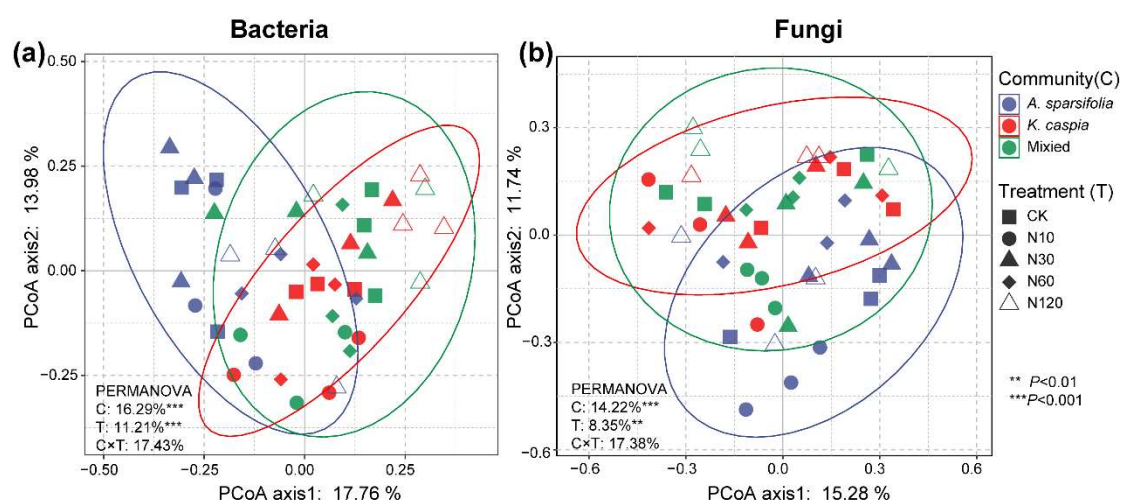 Bacteria
Fungi
(a)
(b)
0.50
0.25
0.00
−0.25
−0.50
−0.25
0.00
0.25
PCoA axis2: 13.98 %
PCoA axis1: 17.76 %
PERMANOVA
C: 16.29%***
T: 11.21%***
C×T: 17.43%
0.3
0.0
−0.3
−0.6
−0.6
−0.3
0.0
0.3
0.6
PCoA axis2: 11.74 %
PCoA axis1: 15.28 %
PERMANOVA
C: 14.22%***
T: 8.35%**
C×T: 17.38%
Community(C)
A. sparsifolia
K. caspia
Mixied
Treatment (T)
CK
N10
N30
N60
N120
** P<0.01
***P<0.001